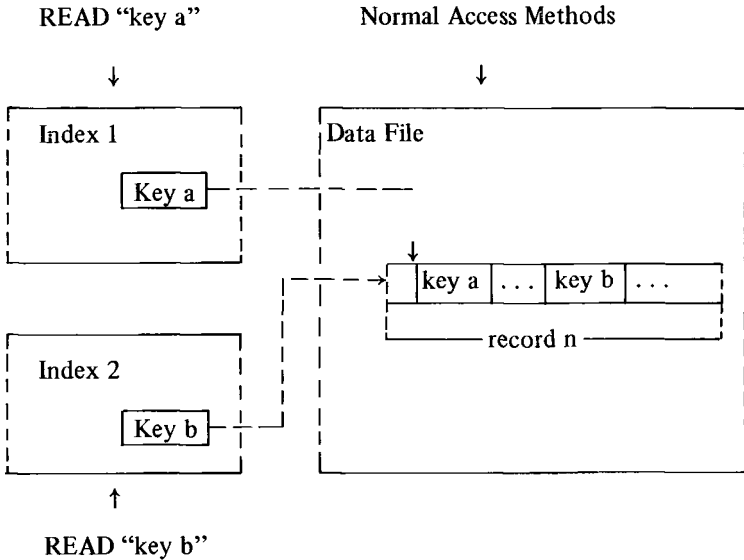 READ “key a”
Normal Access Methods
Index 1
Key a
Data File
key a ... key b ...
record n
Index 2
Key b
READ “key b”